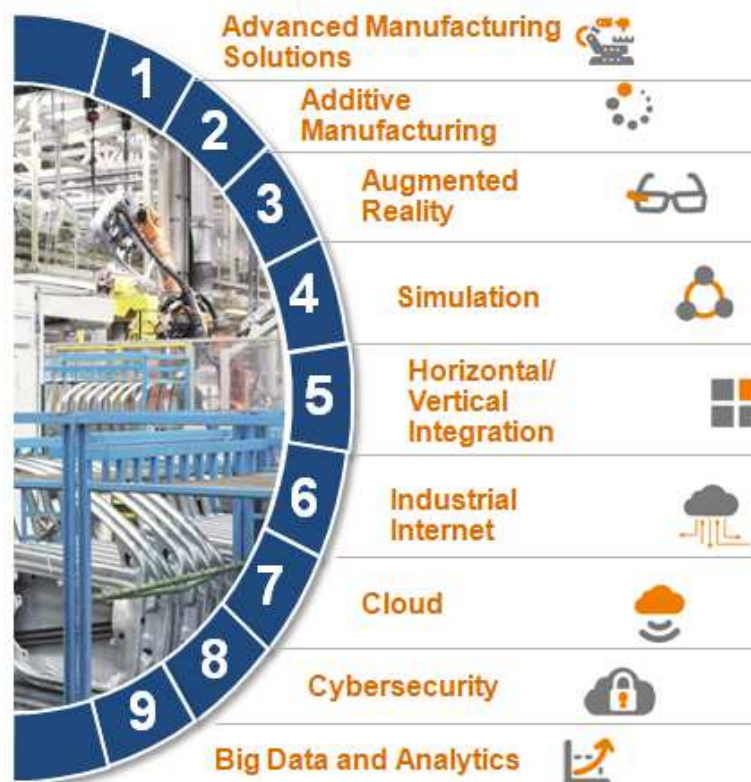 1
Advanced Manufacturing
Solutions
2
Additive
Manufacturing
3
Augmented
Reality
4
Simulation
5
Horizontal/
Vertical
Integration
6
Industrial
Internet
7
Cloud
8
Cybersecurity
9
Big Data and Analytics